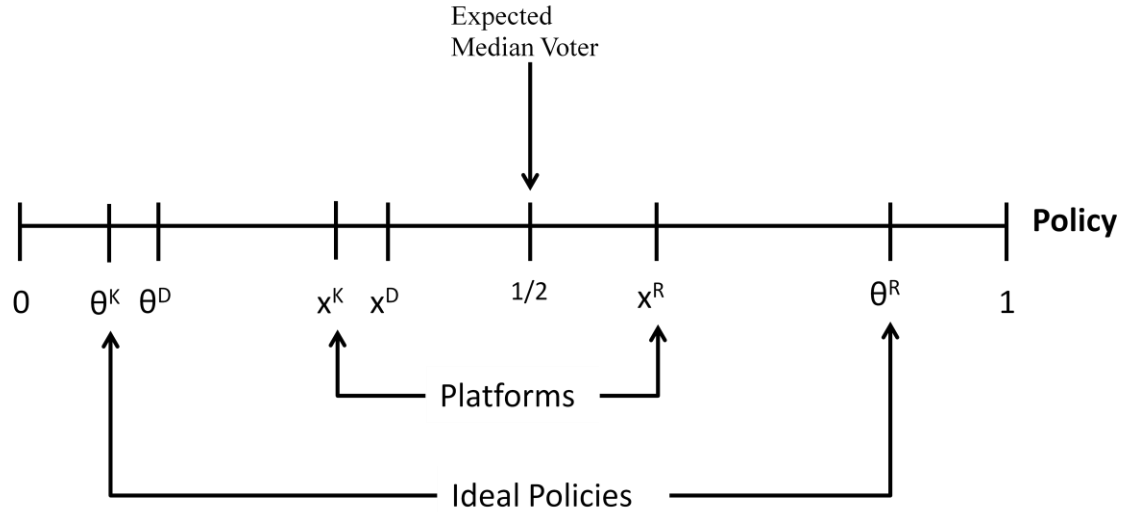 Expected
Median Voter
Policy
0 θᴷ θᴰ xᴷ xᴰ 1/2 xᴿ θᴿ 1
Platforms
Ideal Policies